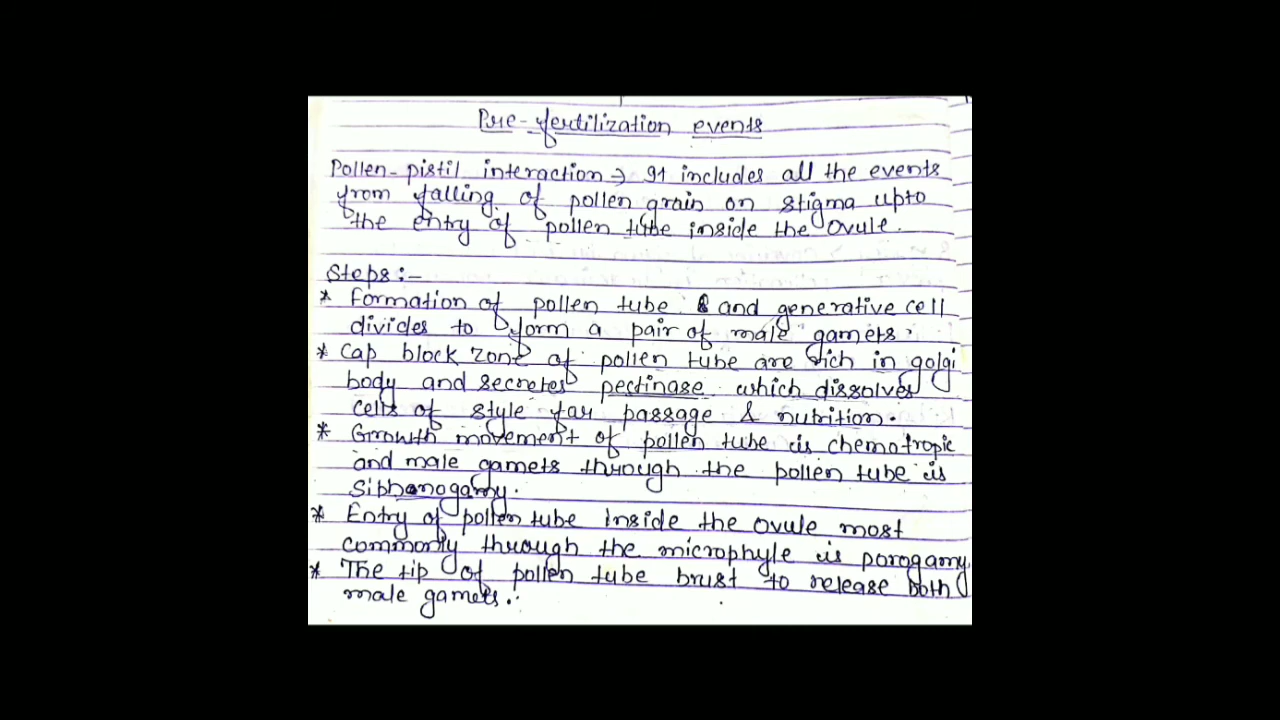 Pre-fertilization events
Pollen-pistil interaction → It includes all the events
from falling of pollen grain on stigma upto
the entry of pollen tube inside the ovule.
Steps:-
* Formation of pollen tube & and generative cell
divides to form a pair of male gamets.
* Cap block zone of pollen tube are rich in golgi
body and secretes pectinase which dissolves
cells of style for passage & nutrition.
* Growth movement of pollen tube is chemotropic
and male gamets through the pollen tube is
Siphonogamy.
* Entry of pollen tube inside the ovule most
commonly through the microphyle is porogamy
* The tip of pollen tube brust to release both
male gamets.